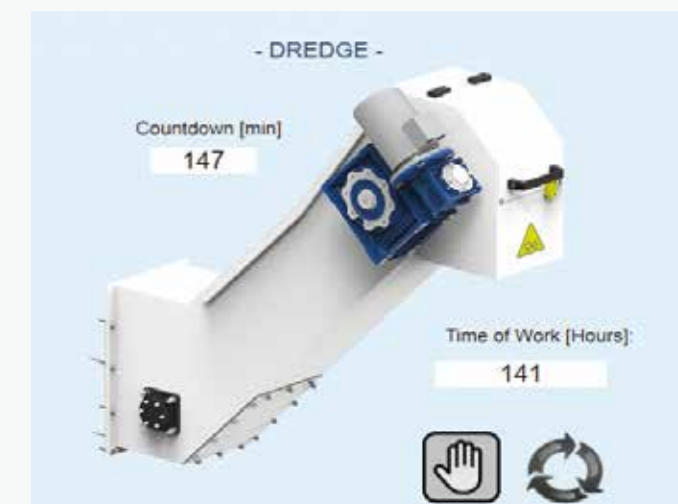 - DREDGE -
Countdown [min]
147
Time of Work [Hours]:
141